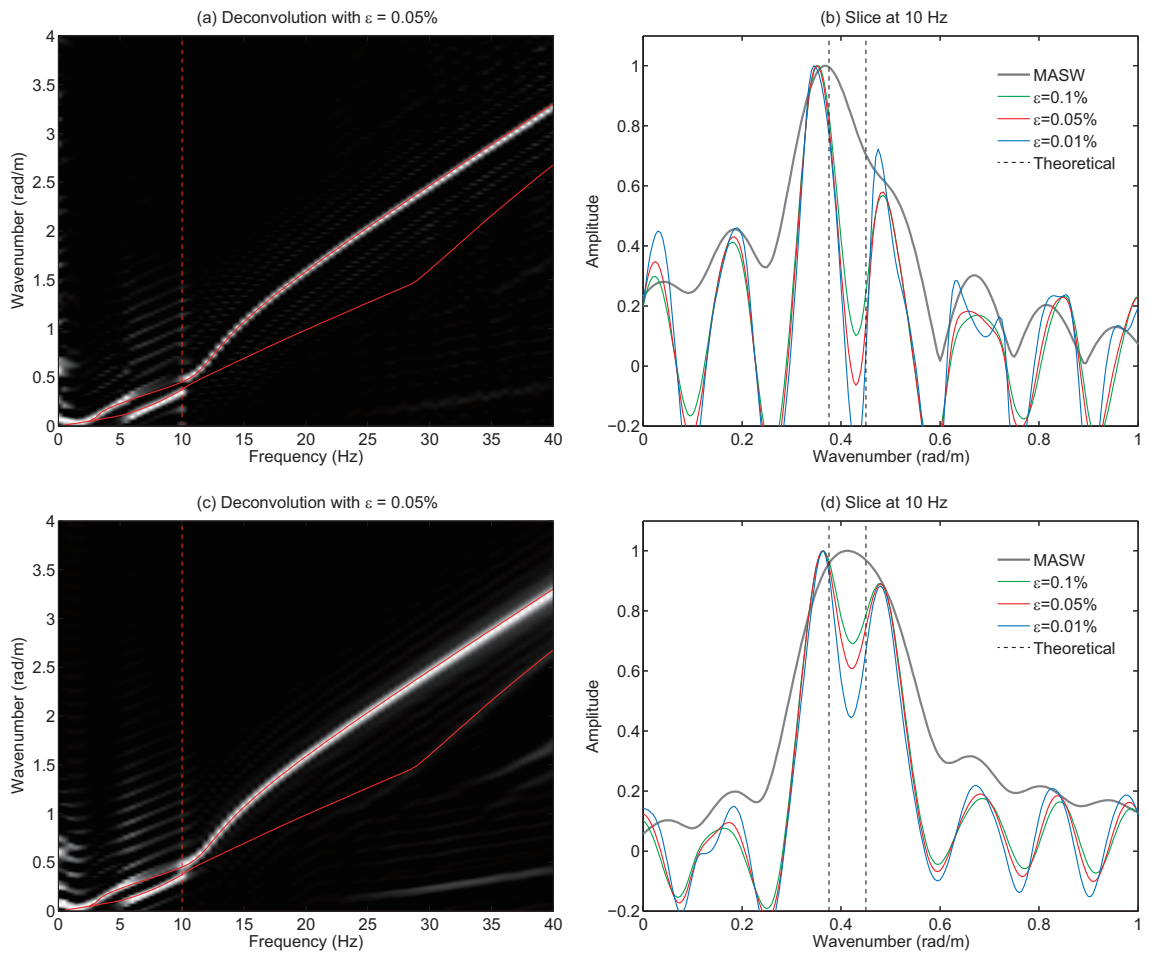 (a) Deconvolution with ε = 0.05%
4
3.5
3
2.5
2
1.5
1
0.5
0
Wavenumber (rad/m)
0 5 10 15 20 25 30 35 40
Frequency (Hz)
(b) Slice at 10 Hz
1
0.8
0.6
0.4
0.2
0
−0.2
Amplitude
MASW
ε=0.1%
ε=0.05%
ε=0.01%
Theoretical
0 0.2 0.4 0.6 0.8 1
Wavenumber (rad/m)
(c) Deconvolution with ε = 0.05%
4
3.5
3
2.5
2
1.5
1
0.5
0
Wavenumber (rad/m)
0 5 10 15 20 25 30 35 40
Frequency (Hz)
(d) Slice at 10 Hz
1
0.8
0.6
0.4
0.2
0
−0.2
Amplitude
MASW
ε=0.1%
ε=0.05%
ε=0.01%
Theoretical
0 0.2 0.4 0.6 0.8 1
Wavenumber (rad/m)